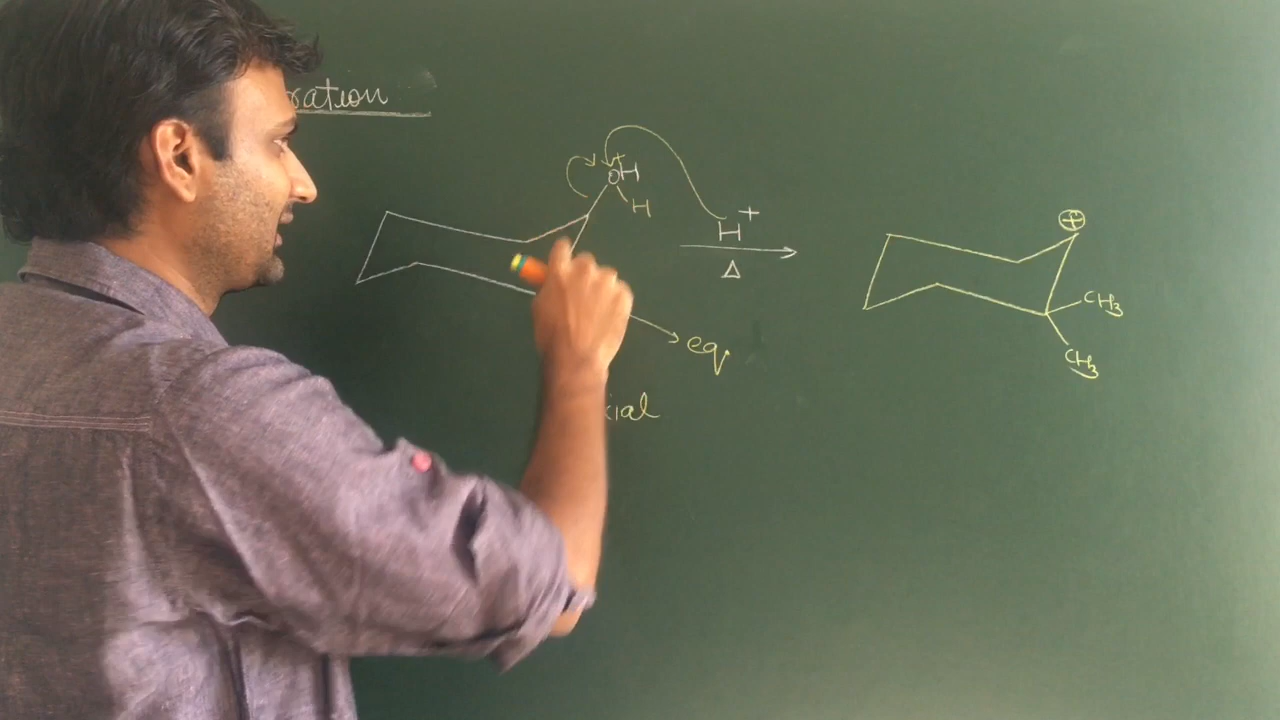 ration
+
OH
H
H+
Δ
eq
xial
+
CH3
CH3